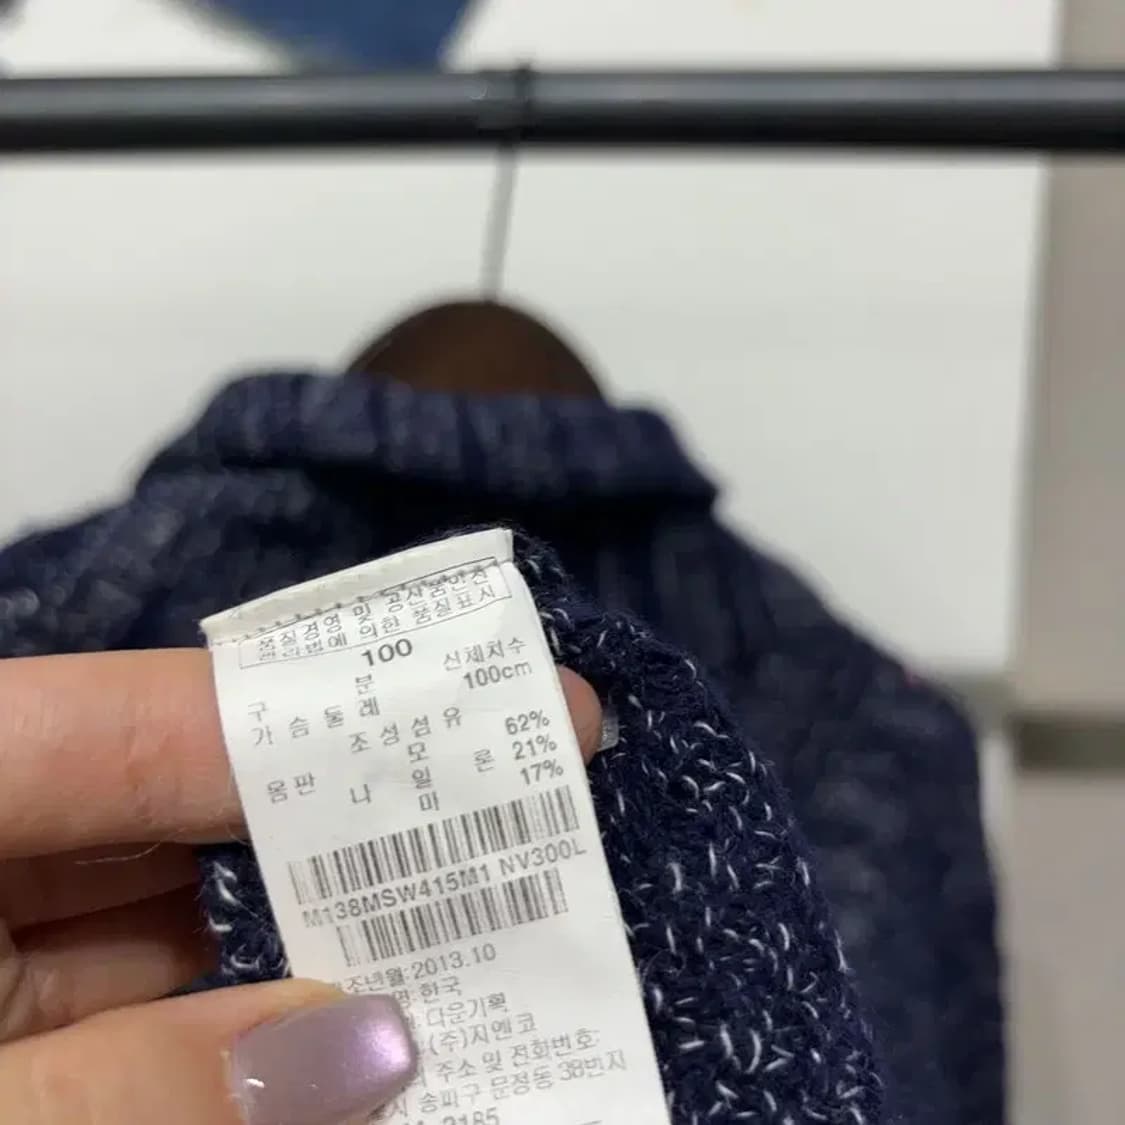 품질경영 및 공산품안전
관리법에 의한 품질표시
100
구 분 신체치수
가슴둘레 100cm
조성섬유
몸판 모 62%
나일론 21%
마 17%
M138MSW415M1 NV300L
제조년월:2013.10
한국
다운기획
(주)지엔코
주소 및 전화번호:
송파구 문정동 38번지
2185